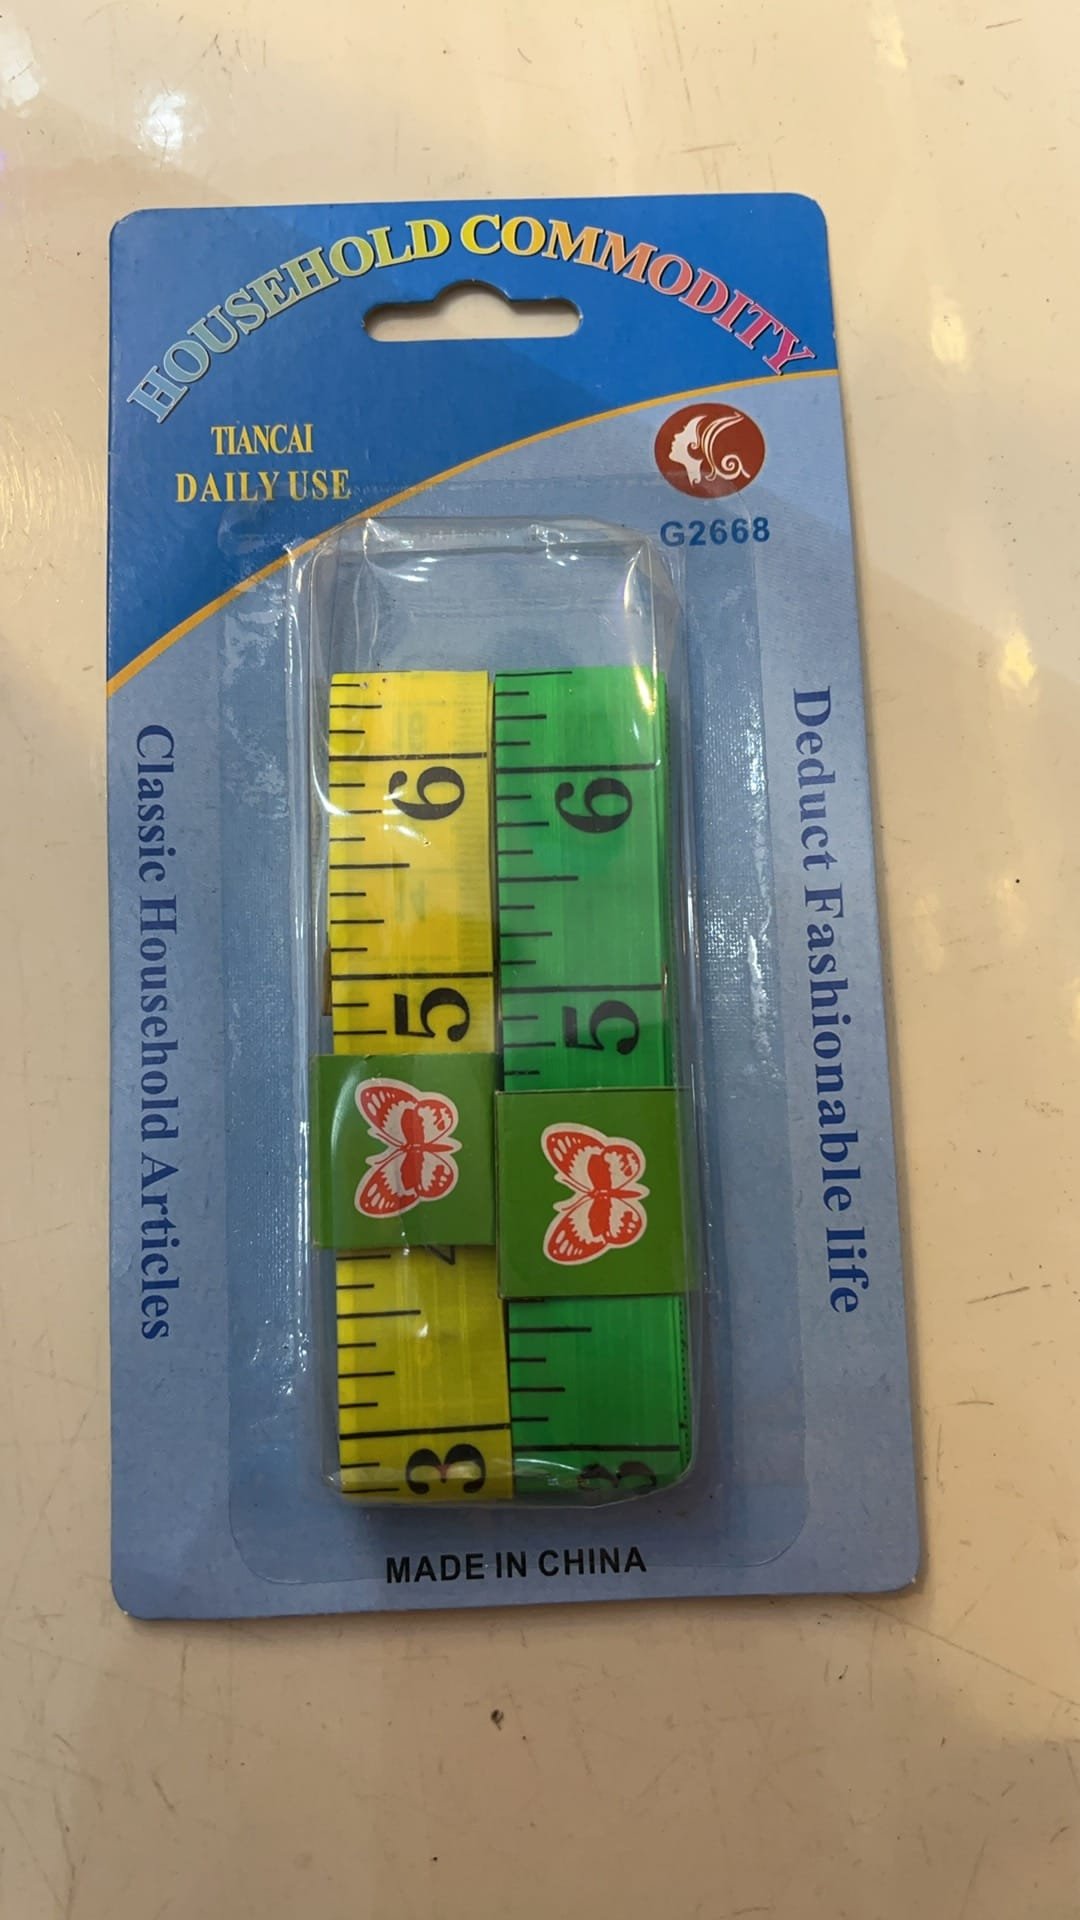 HOUSEHOLD COMMODITY
TIANCAI
DAILY USE
G2668
Classic Household Articles
Deduct Fashionable life
6
5
3
6
5
3
MADE IN CHINA